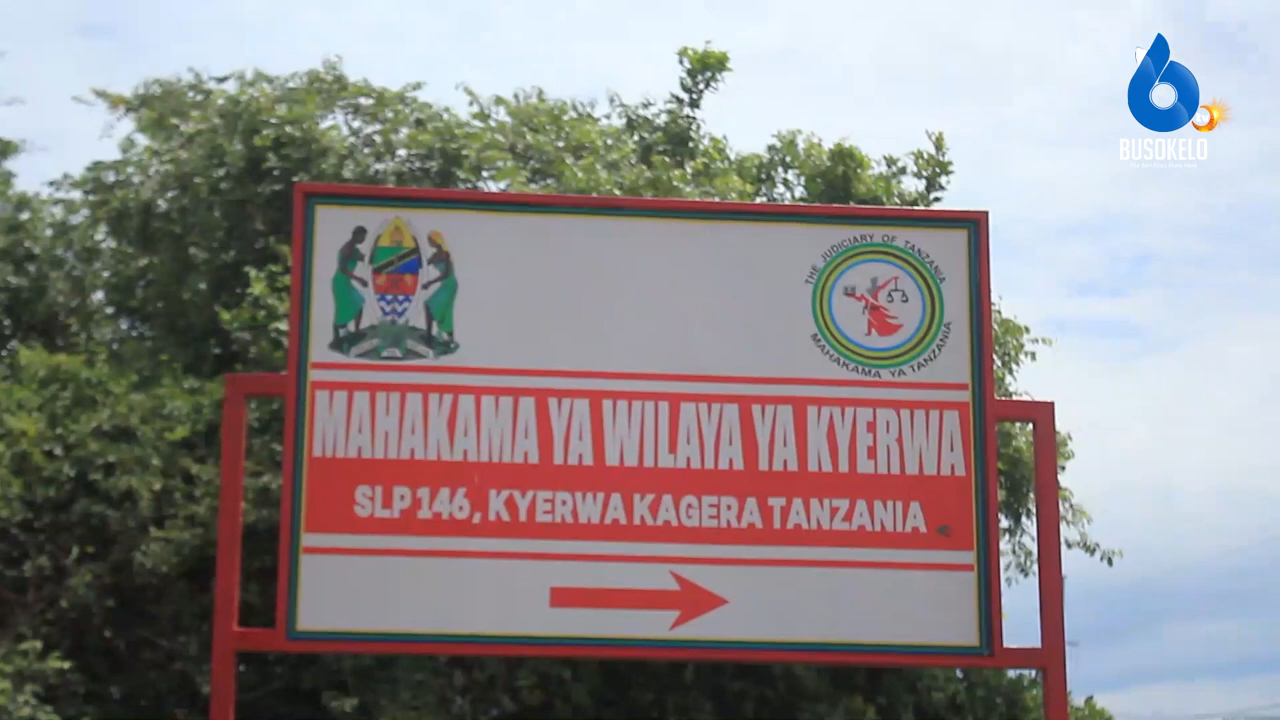 BUSOKELO
THE JUDICIARY OF TANZANIA
MAHAKAMA YA TANZANIA
MAHAKAMA YA WILAYA YA KYERWA
SLP 146, KYERWA KAGERA TANZANIA